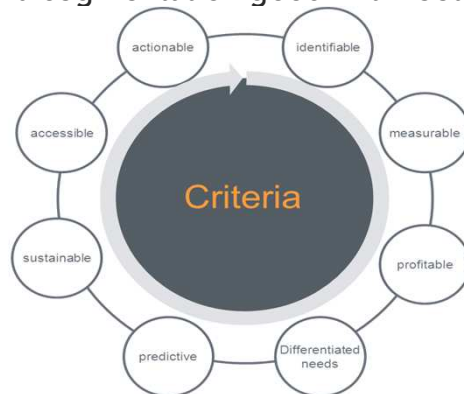 actionable
identifiable
accessible
measurable
Criteria
sustainable
profitable
predictive
Differentiated
needs